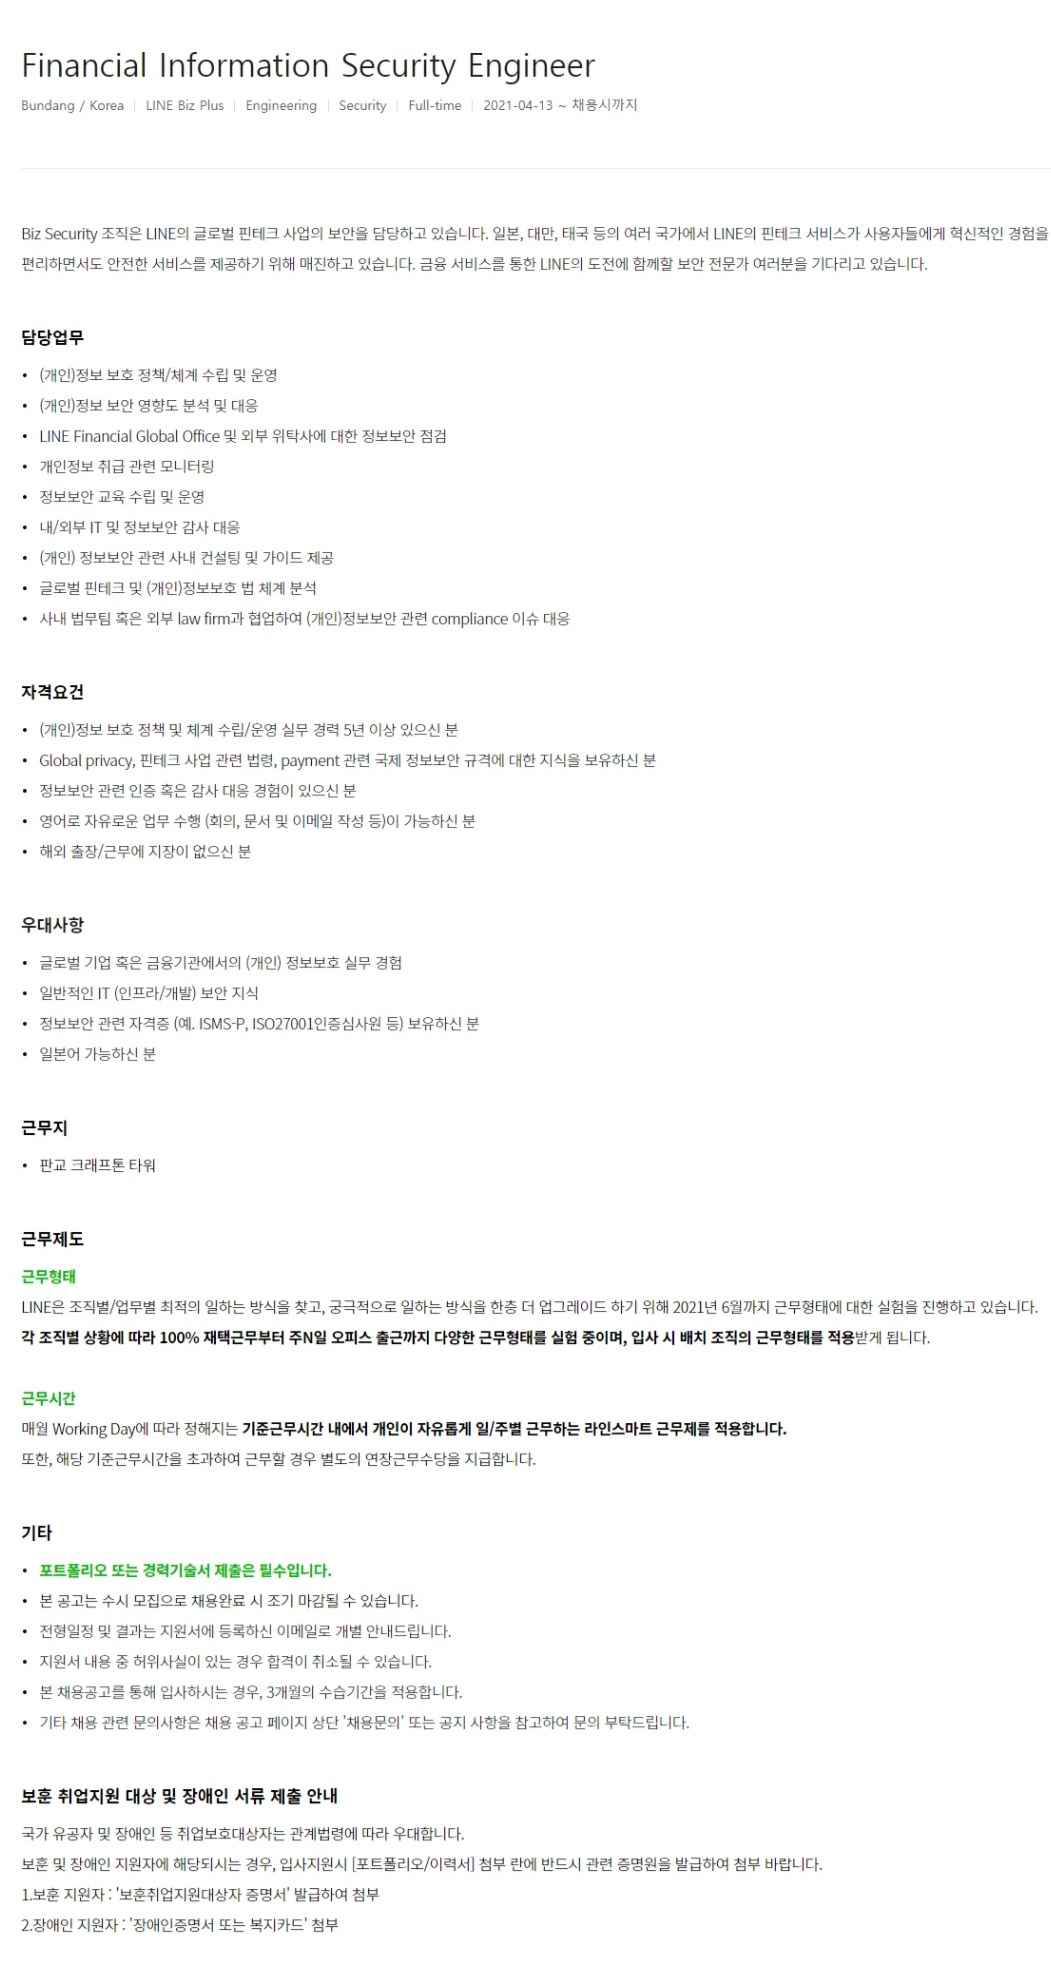 Financial Information Security Engineer
Bundang / Korea | LINE Biz Plus | Engineering | Security | Full-time | 2021-04-13 ~ 채용시까지
Biz Security 조직은 LINE의 글로벌 핀테크 사업의 보안을 담당하고 있습니다. 일본, 대만, 태국 등의 여러 국가에서 LINE의 핀테크 서비스가 사용자들에게 혁신적인 경험을
편리하면서도 안전한 서비스를 제공하기 위해 매진하고 있습니다. 금융 서비스를 통한 LINE의 도전에 함께할 보안 전문가 여러분을 기다리고 있습니다.
담당업무
• (개인)정보 보호 정책/체계 수립 및 운영
• (개인)정보 보안 영향도 분석 및 대응
• LINE Financial Global Office 및 외부 위탁사에 대한 정보보안 점검
• 개인정보 취급 관련 모니터링
• 정보보안 교육 수립 및 운영
• 내/외부 IT 및 정보보안 감사 대응
• (개인) 정보보안 관련 사내 컨설팅 및 가이드 제공
• 글로벌 핀테크 및 (개인)정보보호 법 체계 분석
• 사내 법무팀 혹은 외부 law firm과 협업하여 (개인)정보보안 관련 compliance 이슈 대응
자격요건
• (개인)정보 보호 정책 및 체계 수립/운영 실무 경력 5년 이상 있으신 분
• Global privacy, 핀테크 사업 관련 법령, payment 관련 국제 정보보안 규격에 대한 지식을 보유하신 분
• 정보보안 관련 인증 혹은 감사 대응 경험이 있으신 분
• 영어로 자유로운 업무 수행 (회의, 문서 및 이메일 작성 등)이 가능하신 분
• 해외 출장/근무에 지장이 없으신 분
우대사항
• 글로벌 기업 혹은 금융기관에서의 (개인) 정보보호 실무 경험
• 일반적인 IT (인프라/개발) 보안 지식
• 정보보안 관련 자격증 (예. ISMS-P, ISO27001인증심사원 등) 보유하신 분
• 일본어 가능하신 분
근무지
• 판교 크래프톤 타워
근무제도
근무형태
LINE은 조직별/업무별 최적의 일하는 방식을 찾고, 궁극적으로 일하는 방식을 한층 더 업그레이드 하기 위해 2021년 6월까지 근무형태에 대한 실험을 진행하고 있습니다.
각 조직별 상황에 따라 100% 재택근무부터 주N일 오피스 출근까지 다양한 근무형태를 실험 중이며, 입사 시 배치 조직의 근무형태를 적용받게 됩니다.
근무시간
매월 Working Day에 따라 정해지는 기준근무시간 내에서 개인이 자유롭게 일/주별 근무하는 라인스마트 근무제를 적용합니다.
또한, 해당 기준근무시간을 초과하여 근무할 경우 별도의 연장근무수당을 지급합니다.
기타
• 포트폴리오 또는 경력기술서 제출은 필수입니다.
• 본 공고는 수시 모집으로 채용완료 시 조기 마감될 수 있습니다.
• 전형일정 및 결과는 지원서에 등록하신 이메일로 개별 안내드립니다.
• 지원서 내용 중 허위사실이 있는 경우 합격이 취소될 수 있습니다.
• 본 채용공고를 통해 입사하시는 경우, 3개월의 수습기간을 적용합니다.
• 기타 채용 관련 문의사항은 채용 공고 페이지 상단 '채용문의' 또는 공지 사항을 참고하여 문의 부탁드립니다.
보훈 취업지원 대상 및 장애인 서류 제출 안내
국가 유공자 및 장애인 등 취업보호대상자는 관계법령에 따라 우대합니다.
보훈 및 장애인 지원자에 해당되시는 경우, 입사지원시 [포트폴리오/이력서] 첨부 란에 반드시 관련 증명원을 발급하여 첨부 바랍니다.
1.보훈 지원자 : '보훈취업지원대상자 증명서' 발급하여 첨부
2.장애인 지원자 : '장애인증명서 또는 복지카드' 첨부